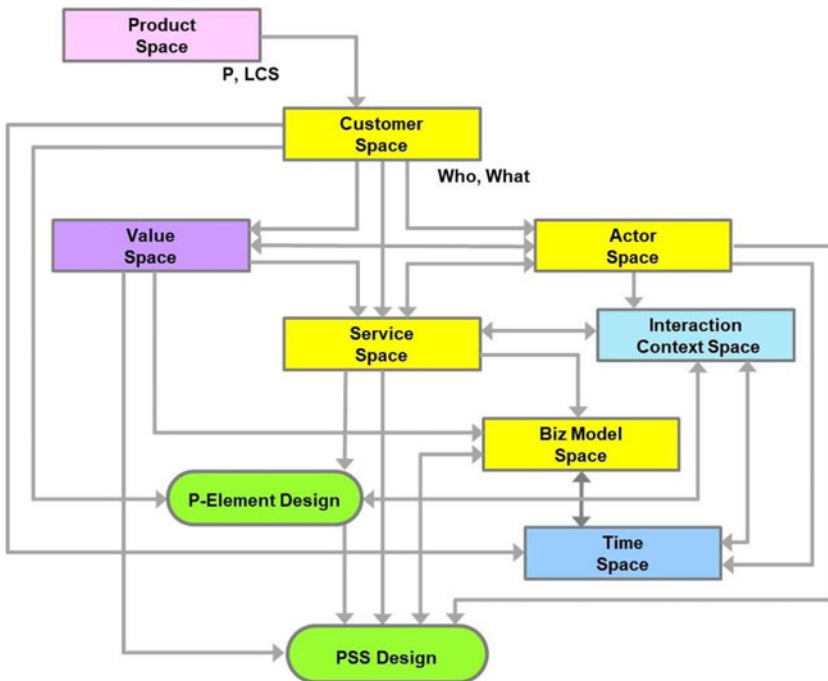 Product
Space
P, LCS
Customer
Space
Who, What
Value
Space
Actor
Space
Service
Space
Interaction
Context Space
Biz Model
Space
P-Element Design
Time
Space
PSS Design